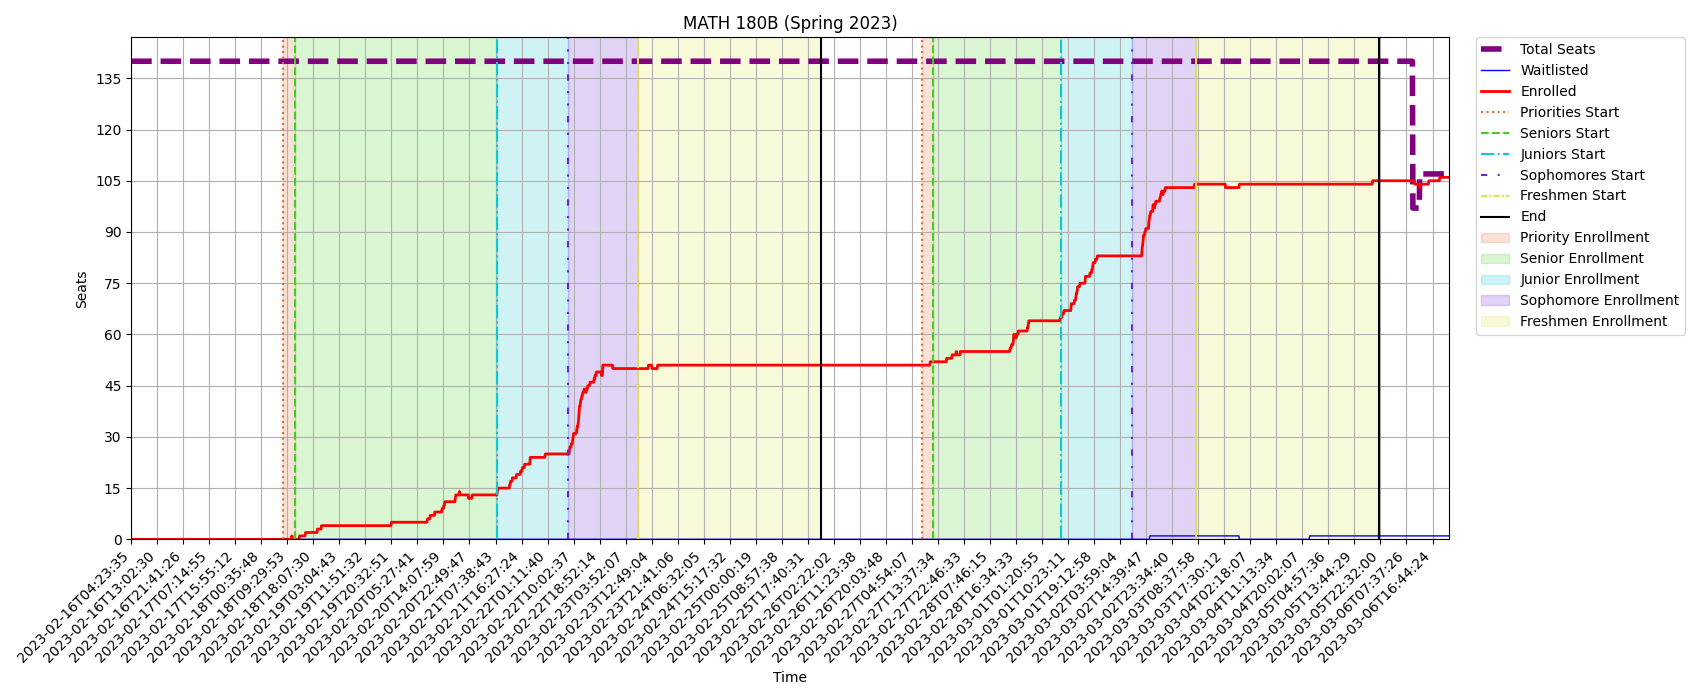 MATH 180B (Spring 2023)
Seats
135
120
105
90
75
60
45
30
15
0
2023-02-16T04:23:35
2023-02-16T13:02:30
2023-02-16T21:41:26
2023-02-17T07:14:55
2023-02-17T15:55:12
2023-02-18T00:35:48
2023-02-18T09:29:53
2023-02-18T18:07:30
2023-02-19T03:04:43
2023-02-19T11:51:32
2023-02-19T20:32:51
2023-02-20T05:27:41
2023-02-20T14:07:59
2023-02-20T22:49:47
2023-02-21T07:38:43
2023-02-21T16:27:24
2023-02-22T01:11:40
2023-02-22T10:02:37
2023-02-22T18:52:14
2023-02-23T03:52:07
2023-02-23T12:49:04
2023-02-23T21:41:06
2023-02-24T06:32:05
2023-02-24T15:17:32
2023-02-25T00:00:19
2023-02-25T08:57:38
2023-02-25T17:40:31
2023-02-26T02:22:02
2023-02-26T11:23:38
2023-02-26T20:03:48
2023-02-27T04:54:07
2023-02-27T13:37:34
2023-02-27T22:46:33
2023-02-28T07:46:15
2023-02-28T16:34:33
2023-03-01T01:20:55
2023-03-01T10:23:11
2023-03-01T19:12:58
2023-03-02T03:59:04
2023-03-02T14:39:47
2023-03-02T23:34:40
2023-03-03T08:37:58
2023-03-03T17:30:12
2023-03-04T02:18:07
2023-03-04T11:13:34
2023-03-04T20:02:07
2023-03-05T04:57:36
2023-03-05T13:44:29
2023-03-05T22:32:00
2023-03-06T07:37:26
2023-03-06T16:44:24
Time
Total Seats
Waitlisted
Enrolled
Priorities Start
Seniors Start
Juniors Start
Sophomores Start
Freshmen Start
End
Priority Enrollment
Senior Enrollment
Junior Enrollment
Sophomore Enrollment
Freshmen Enrollment